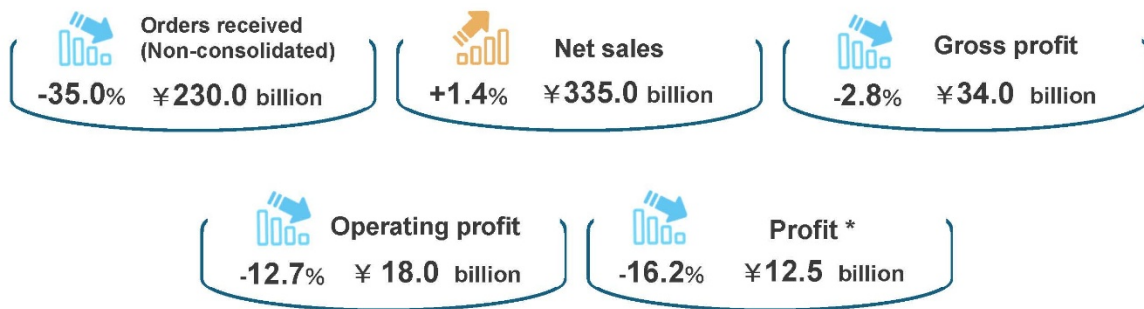 Orders received
(Non-consolidated)
-35.0% ¥230.0 billion
Net sales
+1.4% ¥335.0 billion
Gross profit
-2.8% ¥34.0 billion
Operating profit
-12.7% ¥ 18.0 billion
Profit *
-16.2% ¥12.5 billion